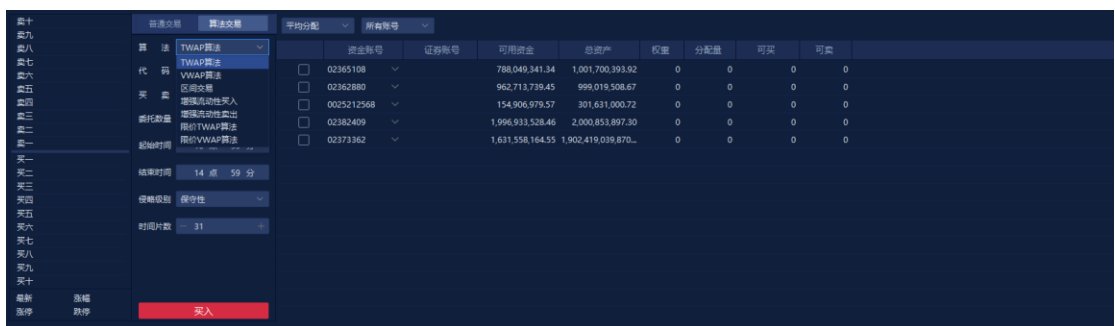 卖十
卖九
卖八
卖七
卖六
卖五
卖四
卖三
卖二
卖一
买一
买二
买三
买四
买五
买六
买七
买八
买九
买十
最新 涨幅
涨停 跌停
普通交易 算法交易
算 法 TWAP算法
TWAP算法
VWAP算法
区间交易
增强流动性买入
增强流动性卖出
限价TWAP算法
限价VWAP算法
代 码
买 卖
委托数量
起始时间
结束时间 14 点 59 分
侵略级别 保守性
时间片数 - 31 +
买入
平均分配 所有账号
资金账号 证券账号 可用资金 总资产 权重 分配量 可买 可卖
02365108 788,049,341.34 1,001,700,393.92 0 0 0 0
02362880 962,713,739.45 999,019,508.67 0 0 0 0
0025212568 154,906,979.57 301,631,000.72 0 0 0 0
02382409 1,996,933,528.46 2,000,853,897.30 0 0 0 0
02373362 1,631,558,164.55 1,902,419,039,870... 0 0 0 0